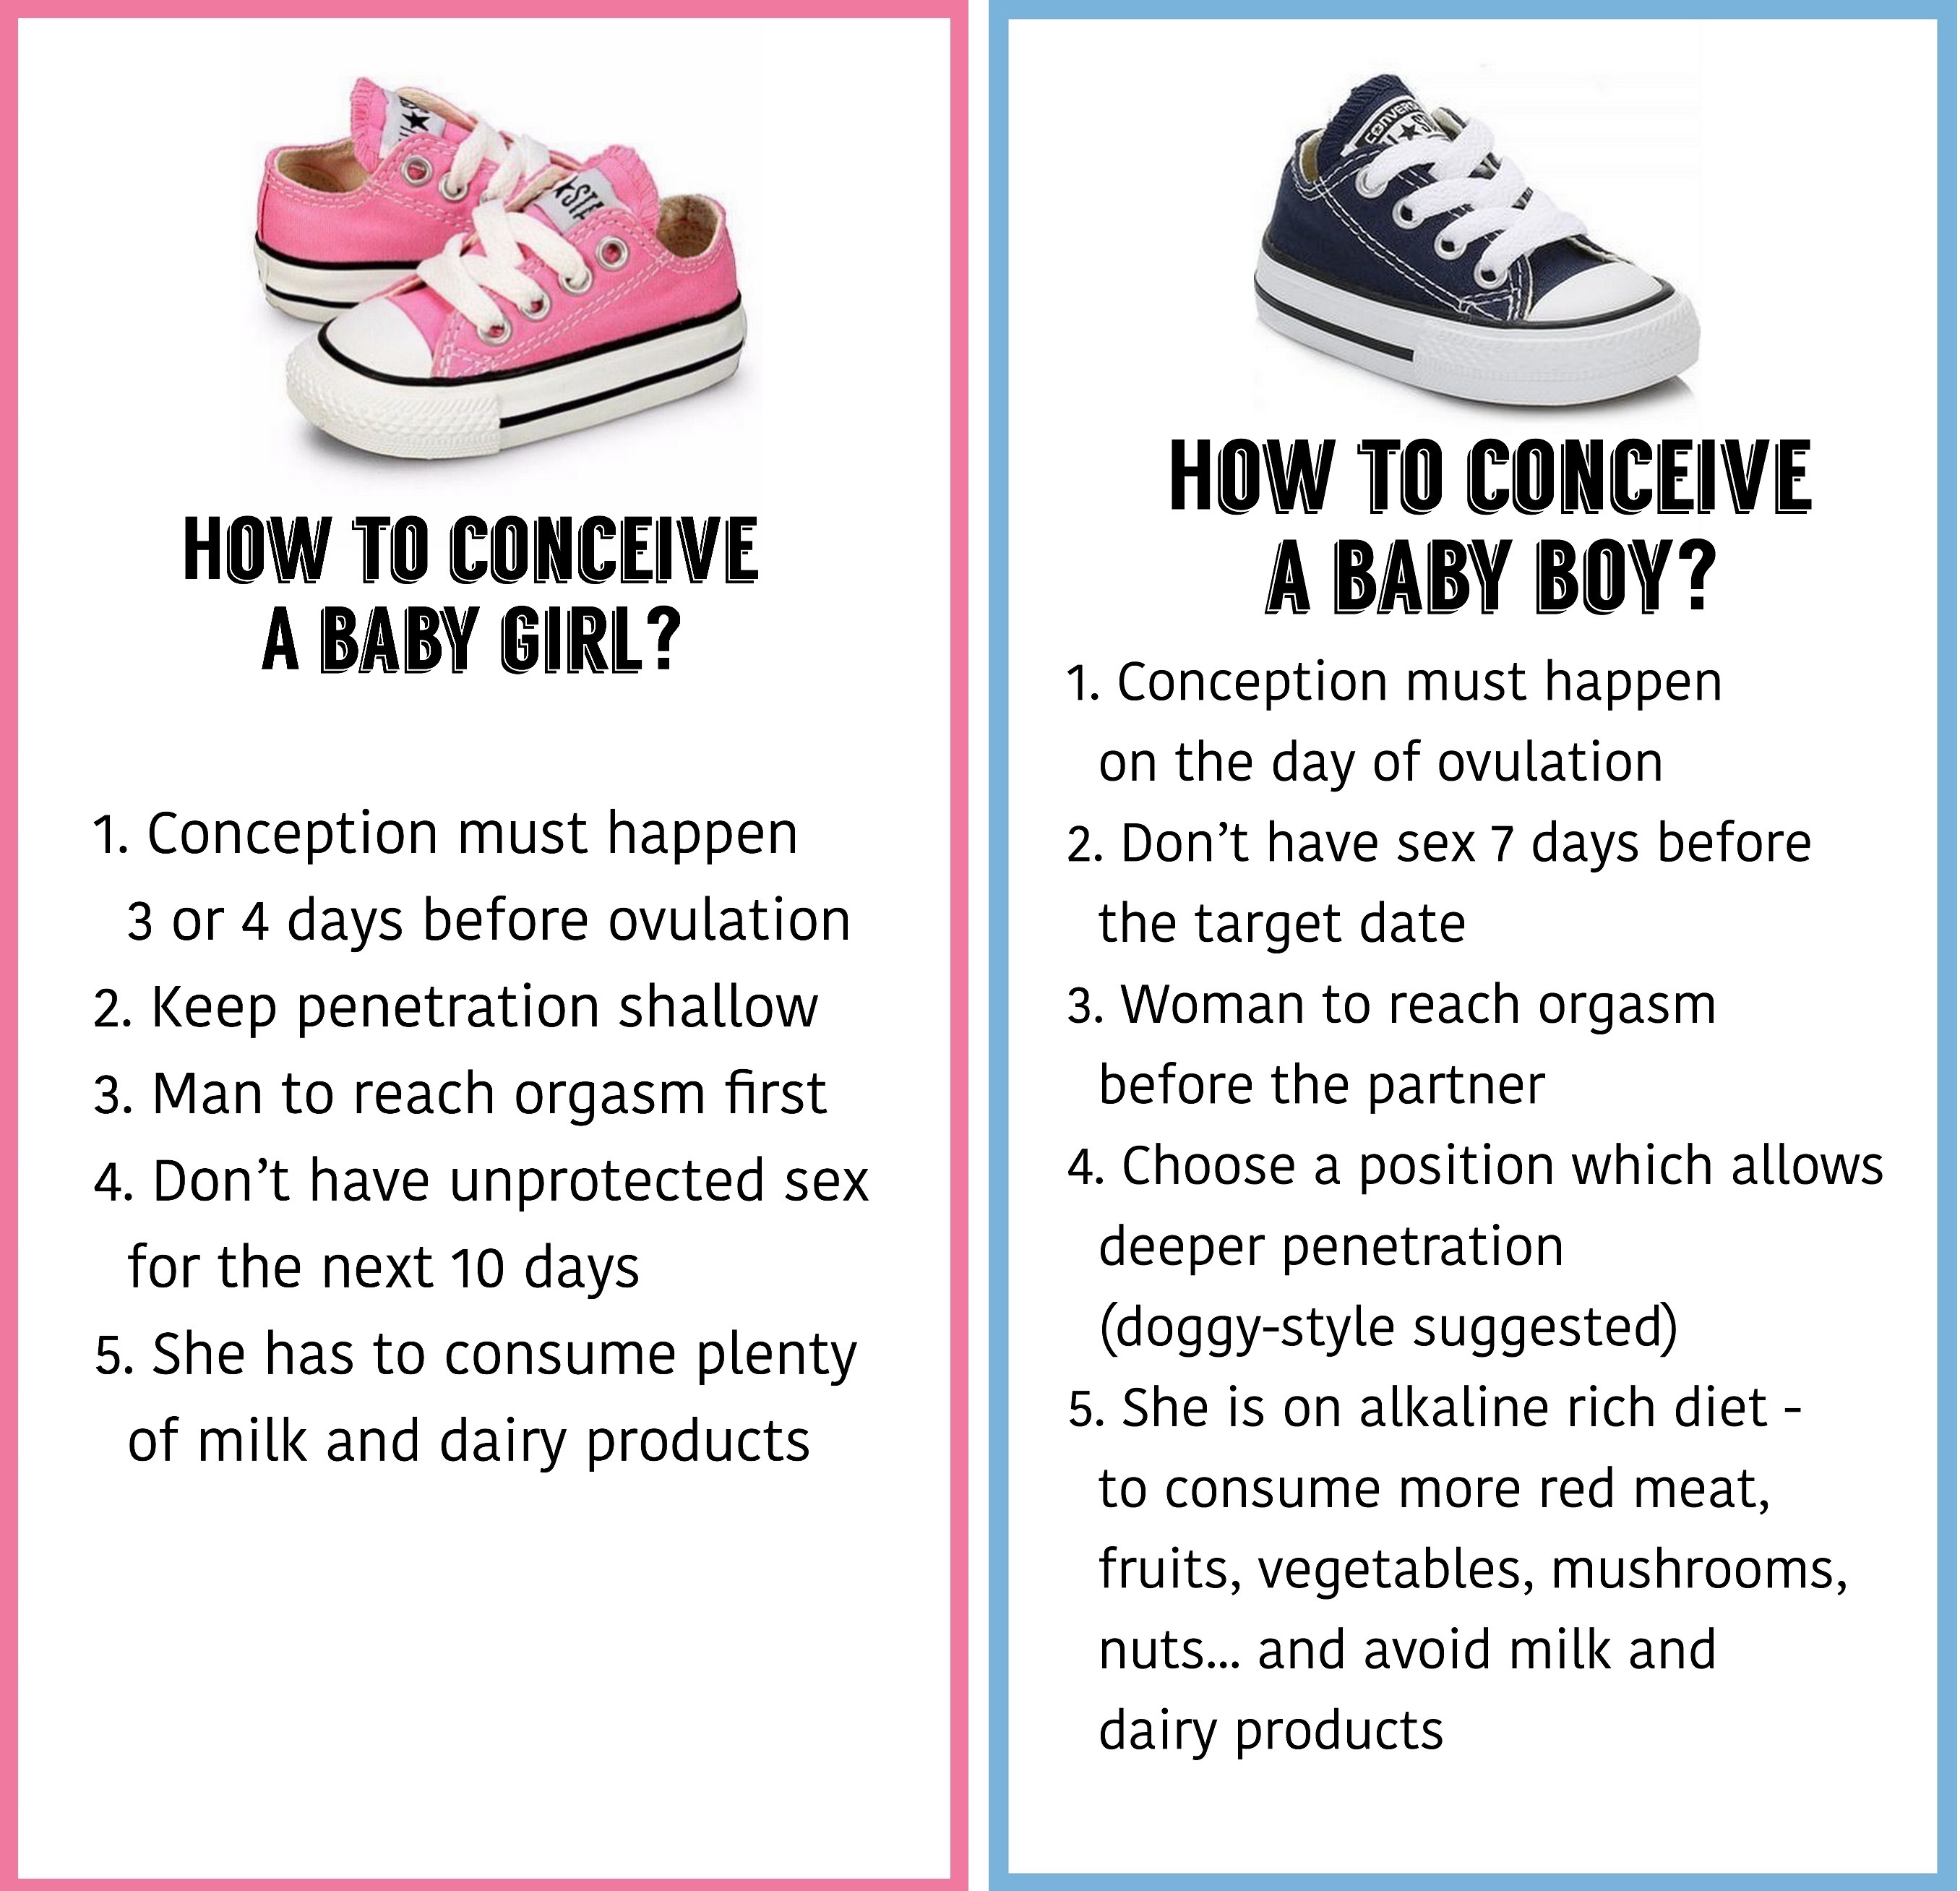 ★
★STA
HOW TO CONCEIVE
A BABY GIRL?
1. Conception must happen
3 or 4 days before ovulation
2. Keep penetration shallow
3. Man to reach orgasm first
4. Don’t have unprotected sex
for the next 10 days
5. She has to consume plenty
of milk and dairy products
CONVERS
HOW TO CONCEIVE
A BABY BOY?
1. Conception must happen
on the day of ovulation
2. Don’t have sex 7 days before
the target date
3. Woman to reach orgasm
before the partner
4. Choose a position which allows
deeper penetration
(doggy-style suggested)
5. She is on alkaline rich diet -
to consume more red meat,
fruits, vegetables, mushrooms,
nuts... and avoid milk and
dairy products